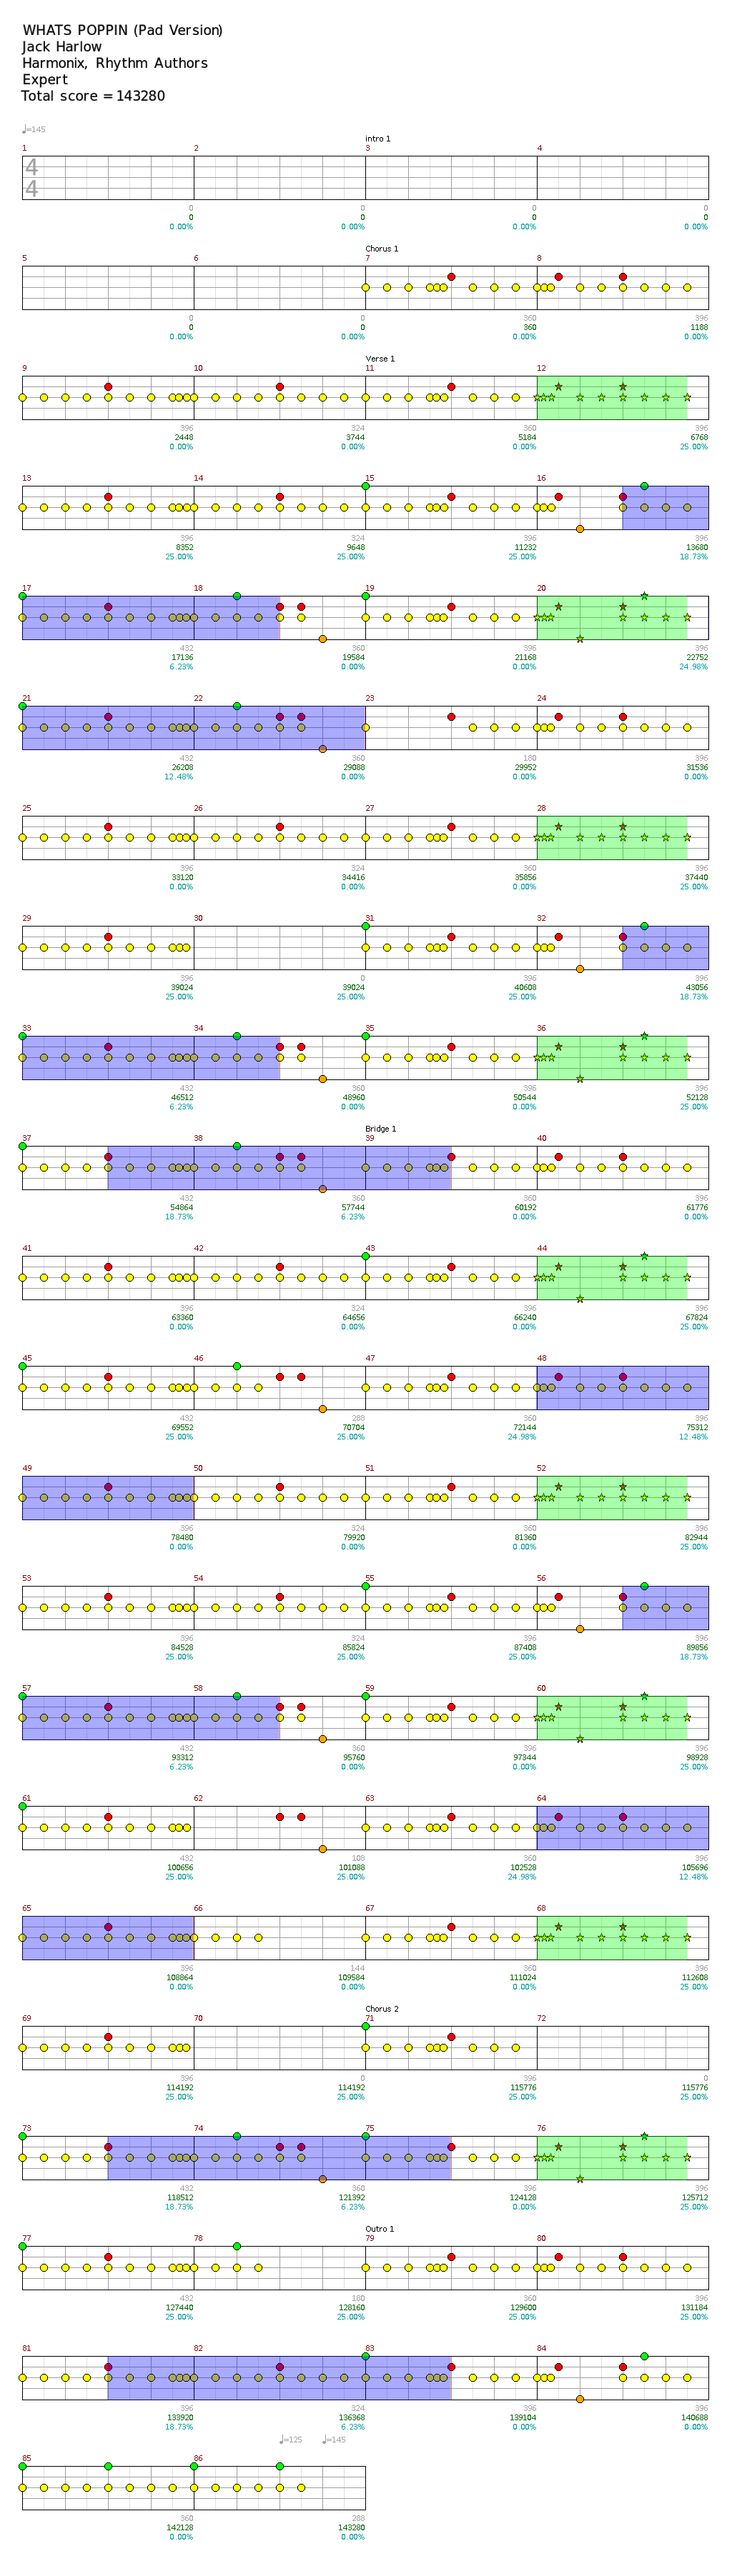 WHATS POPPIN (Pad Version)
Jack Harlow
Harmonix, Rhythm Authors
Expert
Total score = 143280
♩=145
intro 1
1 2 3 4
4
4
0 0 0 0
0 0 0 0
0.00% 0.00% 0.00% 0.00%
Chorus 1
5 6 7 8
0 0 360 396
0 0 360 1188
0.00% 0.00% 0.00% 0.00%
Verse 1
9 10 11 12
396 324 360 396
2448 3744 5184 6768
0.00% 0.00% 0.00% 25.00%
13 14 15 16
396 324 396 396
8352 9648 11232 13680
25.00% 25.00% 25.00% 18.73%
17 18 19 20
432 360 396 396
17136 19584 21168 22752
6.23% 0.00% 0.00% 24.98%
21 22 23 24
432 360 180 396
26208 29088 29952 31536
12.48% 0.00% 0.00% 0.00%
25 26 27 28
396 324 360 396
33120 34416 35856 37440
0.00% 0.00% 0.00% 25.00%
29 30 31 32
396 0 396 396
39024 39024 40608 43056
25.00% 25.00% 25.00% 18.73%
33 34 35 36
432 360 396 396
46512 48960 50544 52128
6.23% 0.00% 0.00% 25.00%
Bridge 1
37 38 39 40
432 360 360 396
54864 57744 60192 61776
18.73% 6.23% 0.00% 0.00%
41 42 43 44
396 324 396 396
63360 64656 66240 67824
0.00% 0.00% 0.00% 25.00%
45 46 47 48
432 288 360 396
69552 70704 72144 75312
25.00% 25.00% 24.98% 12.48%
49 50 51 52
396 324 360 396
78480 79920 81360 82944
0.00% 0.00% 0.00% 25.00%
53 54 55 56
396 324 396 396
84528 85824 87408 89856
25.00% 25.00% 25.00% 18.73%
57 58 59 60
432 360 396 396
93312 95760 97344 98928
6.23% 0.00% 0.00% 25.00%
61 62 63 64
432 108 360 396
100656 101088 102528 105696
25.00% 25.00% 24.98% 12.48%
65 66 67 68
396 144 360 396
108864 109584 111024 112608
0.00% 0.00% 0.00% 25.00%
Chorus 2
69 70 71 72
396 0 396 0
114192 114192 115776 115776
25.00% 25.00% 25.00% 25.00%
73 74 75 76
432 360 396 396
118512 121392 124128 125712
18.73% 6.23% 0.00% 25.00%
Outro 1
77 78 79 80
432 180 360 396
127440 128160 129600 131184
25.00% 25.00% 25.00% 25.00%
81 82 83 84
396 324 396 396
133920 136368 139104 140688
18.73% 6.23% 0.00% 0.00%
♩=125 ♩=145
85 86
360 288
142128 143280
0.00% 0.00%